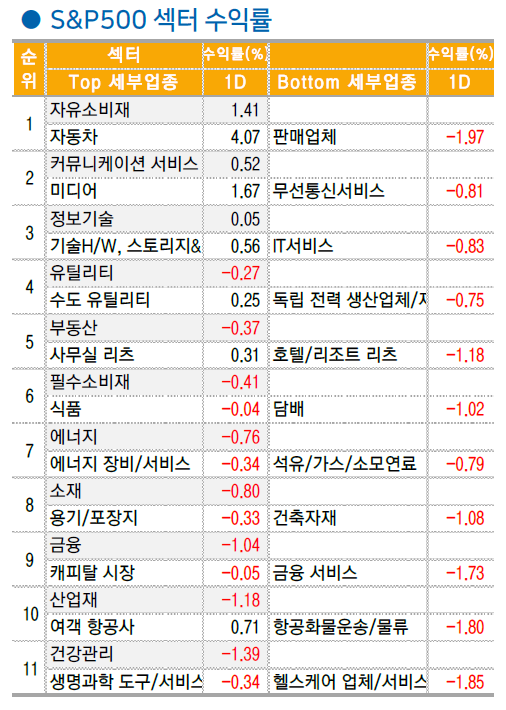 ● S&P500 섹터 수익률
순위 섹터 수익률(%) 수익률(%)
Top 세부업종 1D Bottom 세부업종 1D
1 자유소비재 1.41
자동차 4.07 판매업체 -1.97
2 커뮤니케이션 서비스 0.52
미디어 1.67 무선통신서비스 -0.81
3 정보기술 0.05
기술H/W, 스토리지& 0.56 IT서비스 -0.83
4 유틸리티 -0.27
수도 유틸리티 0.25 독립 전력 생산업체/ -0.75
5 부동산 -0.37
사무실 리츠 0.31 호텔/리조트 리츠 -1.18
6 필수소비재 -0.41
식품 -0.04 담배 -1.02
7 에너지 -0.76
에너지 장비/서비스 -0.34 석유/가스/소모연료 -0.79
8 소재 -0.80
용기/포장지 -0.33 건축자재 -1.08
9 금융 -1.04
캐피탈 시장 -0.05 금융 서비스 -1.73
10 산업재 -1.18
여객 항공사 0.71 항공화물운송/물류 -1.80
11 건강관리 -1.39
생명과학 도구/서비스 -0.34 헬스케어 업체/서비스 -1.85